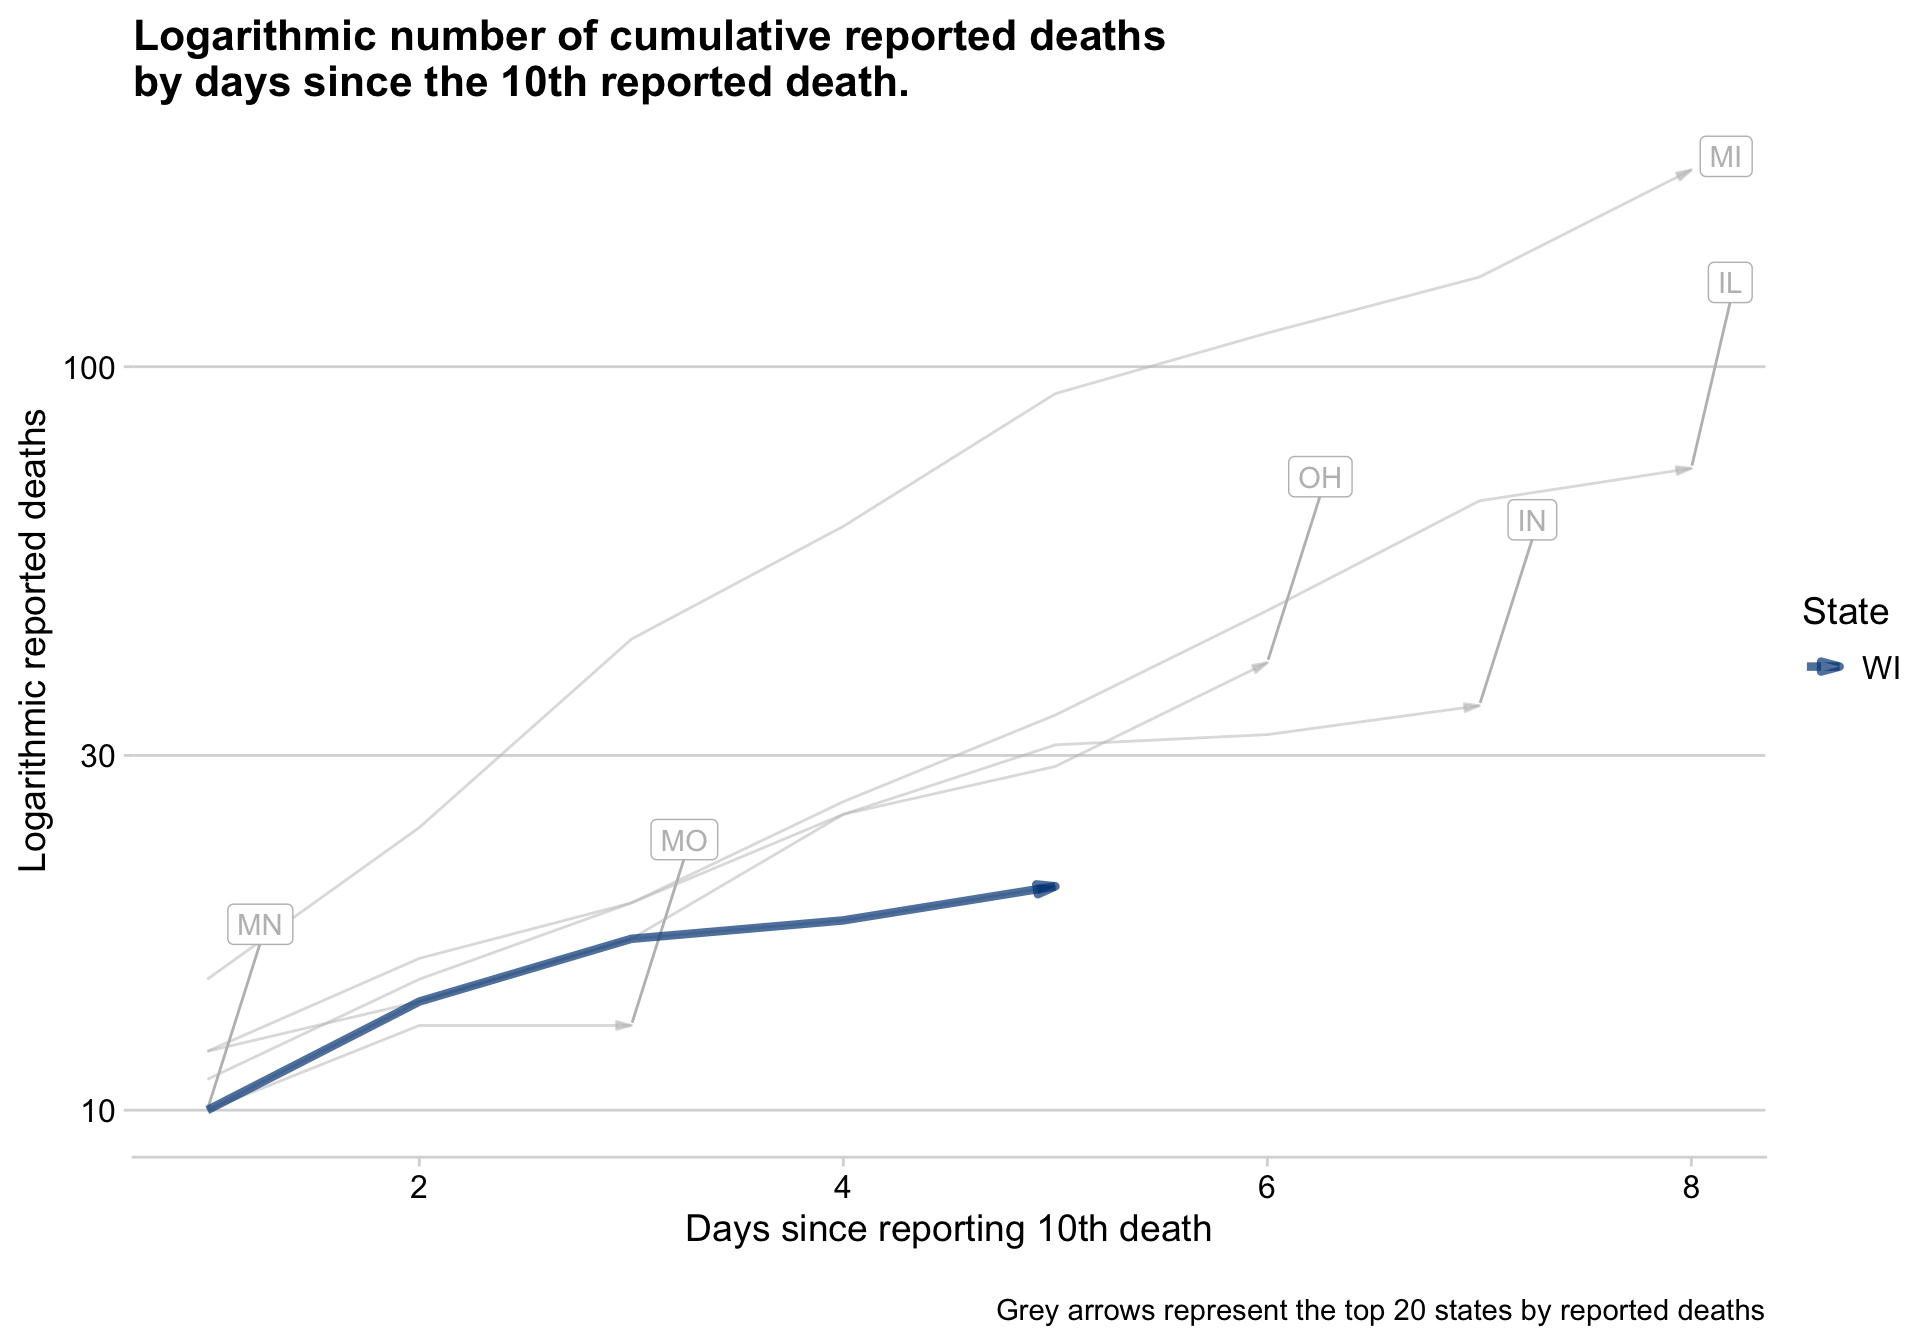 Logarithmic number of cumulative reported deaths
by days since the 10th reported death.
MI
IL
100
OH
IN
Logarithmic reported deaths
State
WI
30
MO
MN
10
2 4 6 8
Days since reporting 10th death
Grey arrows represent the top 20 states by reported deaths